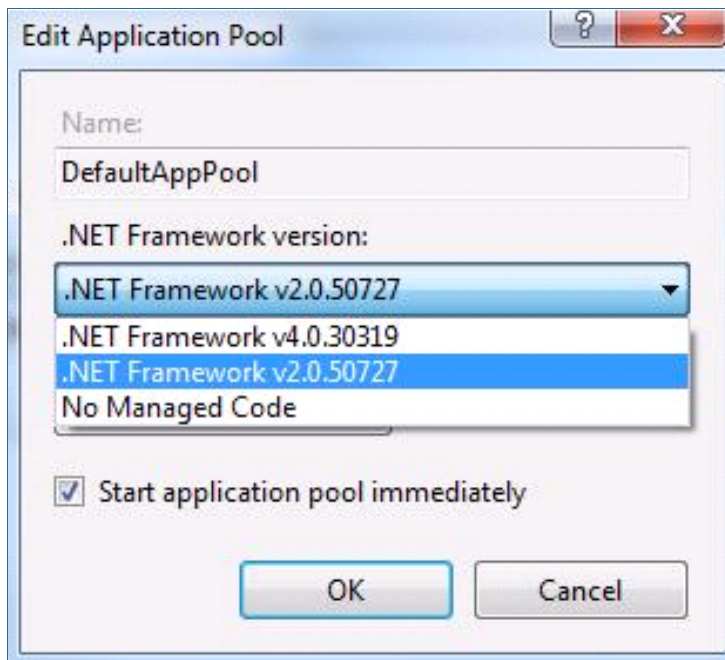 Edit Application Pool
?
X
Name:
DefaultAppPool
.NET Framework version:
.NET Framework v2.0.50727
.NET Framework v4.0.30319
.NET Framework v2.0.50727
No Managed Code
Start application pool immediately
OK
Cancel